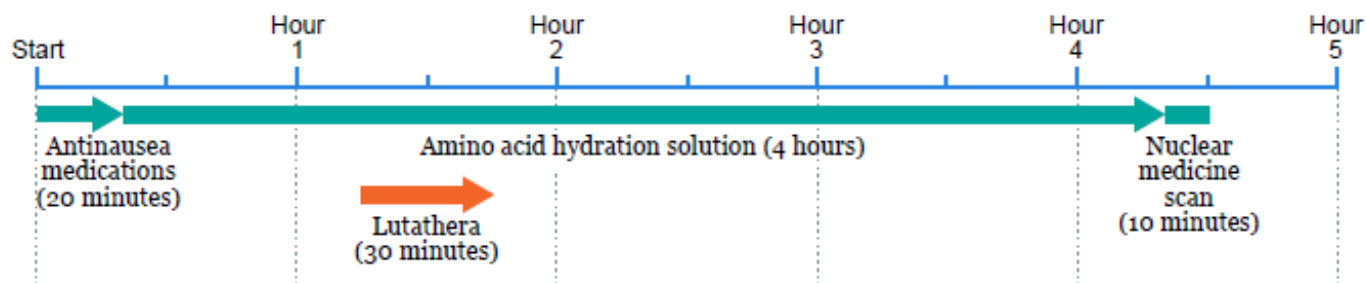 Start
Hour
1
Hour
2
Hour
3
Hour
4
Hour
5
Antinausea
medications
(20 minutes)
Amino acid hydration solution (4 hours)
Nuclear
medicine
scan
(10 minutes)
Lutathera
(30 minutes)